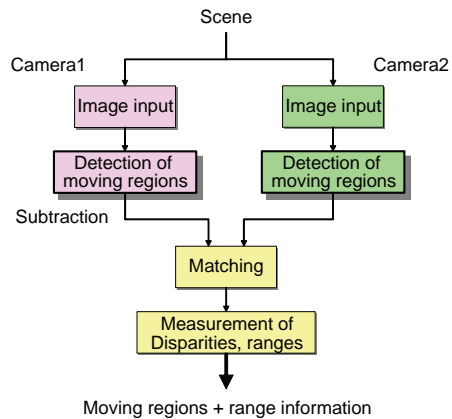 Scene
Camera1
Camera2
Image input
Image input
Detection of
moving regions
Detection of
moving regions
Subtraction
Matching
Measurement of
Disparities, ranges
Moving regions + range information